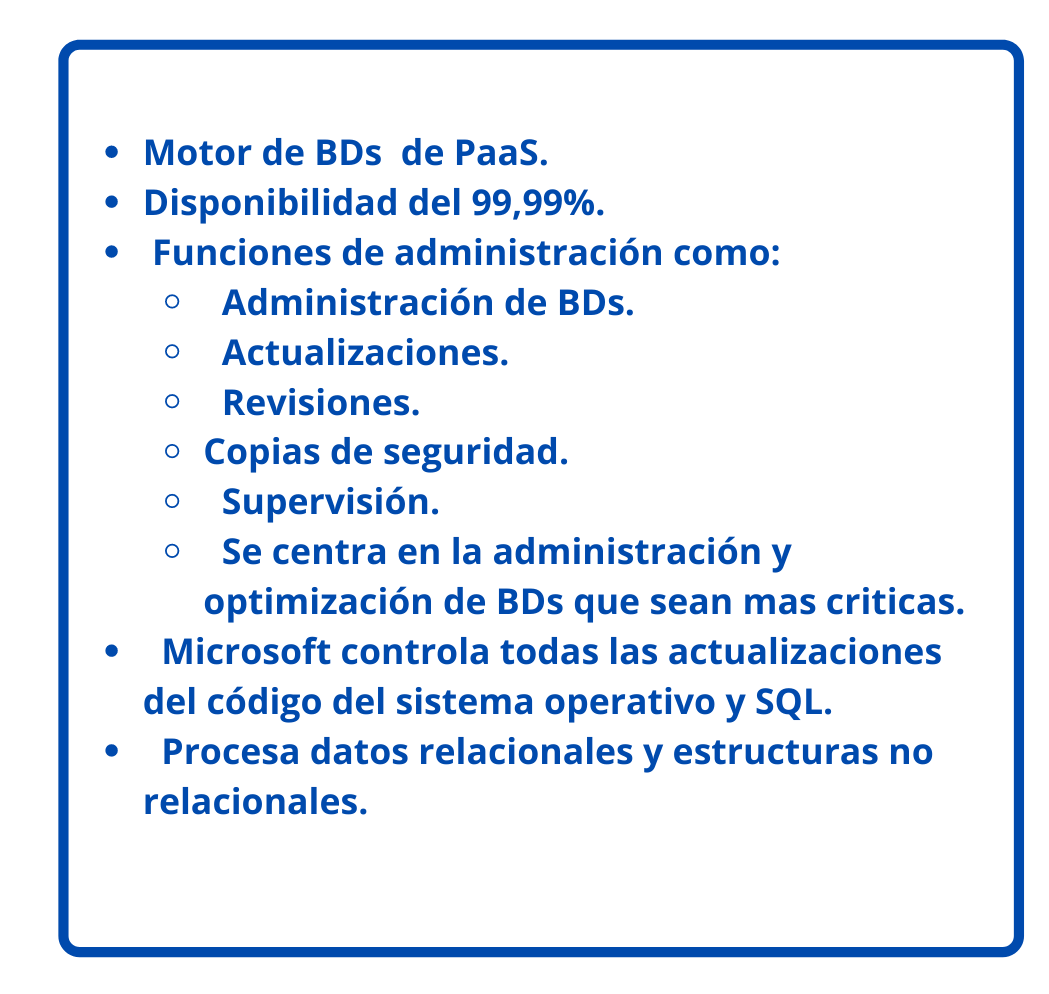 Motor de BDs de PaaS.
Disponibilidad del 99,99%.
Funciones de administración como:
Administración de BDs.
Actualizaciones.
Revisiones.
Copias de seguridad.
Supervisión.
Se centra en la administración y
optimización de BDs que sean mas criticas.
Microsoft controla todas las actualizaciones
del código del sistema operativo y SQL.
Procesa datos relacionales y estructuras no
relacionales.